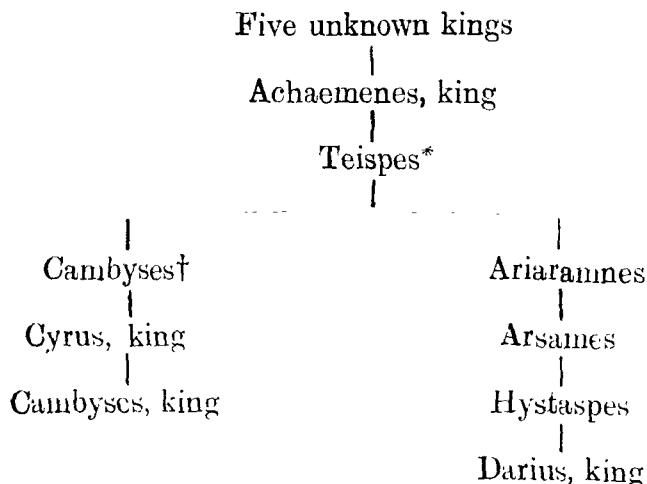 Five unknown kings
Achaemenes, king
Teispes*
Cambyses† Ariaramnes
Cyrus, king Arsames
Cambyses, king Hystaspes
Darius, king